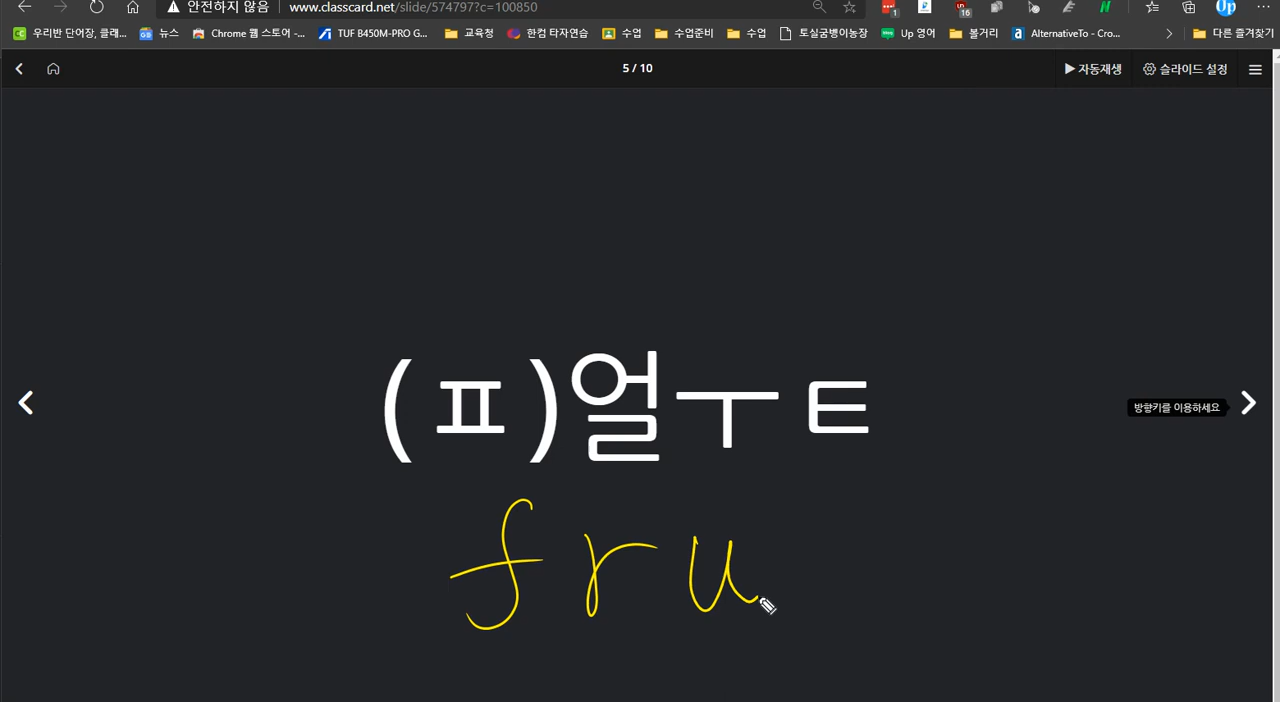 안전하지 않음 www.classcard.net/slide/574797?c=100850
우리반 단어장, 클래... 뉴스 Chrome 웹 스토어 -... TUF B450M-PRO G... 교육청 한컴 타자연습 수업 수업준비 수업 토실굼뱅이농장 Up 영어 볼거리 AlternativeTo - Cro... 다른 즐겨찾기
5 / 10 자동재생 슬라이드 설정
(ㅍ)얼ㅜㅌ
방향키를 이용하세요
fru